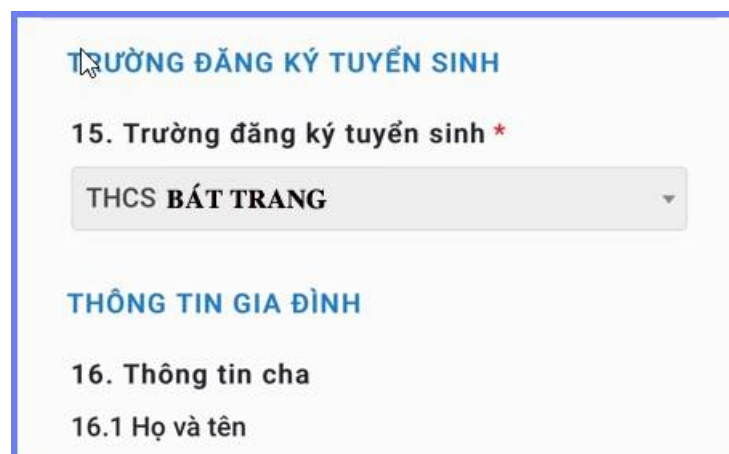 TRƯỜNG ĐĂNG KÝ TUYỂN SINH
15. Trường đăng ký tuyển sinh *
THCS BÁT TRANG
THÔNG TIN GIA ĐÌNH
16. Thông tin cha
16.1 Họ và tên